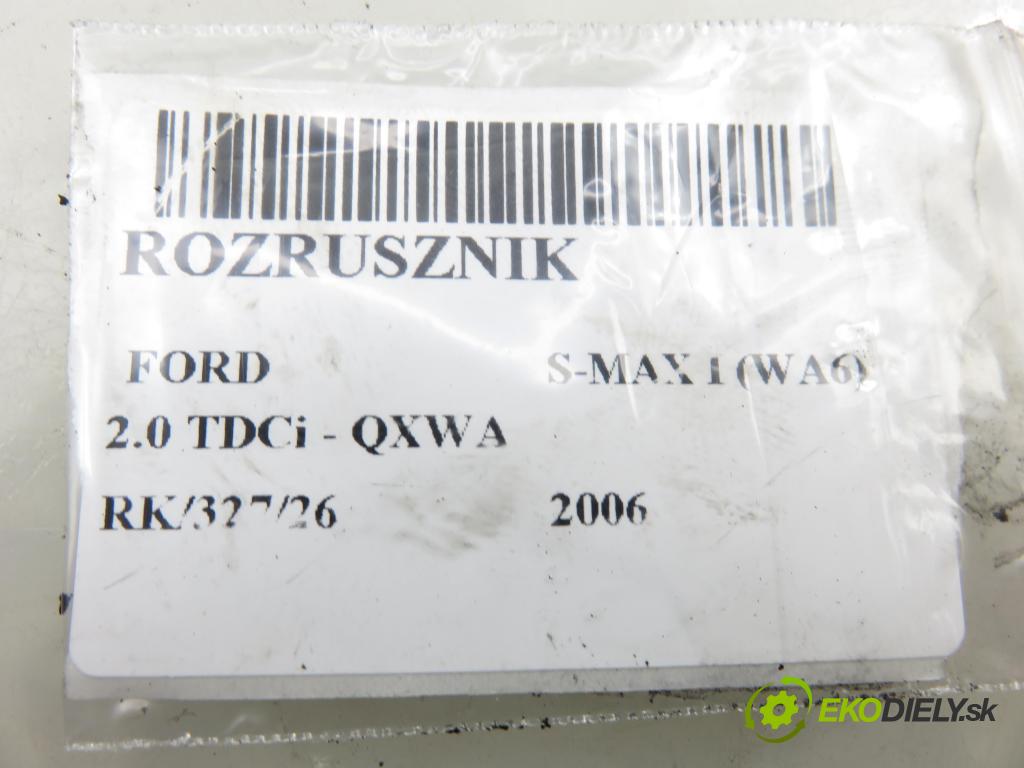 ROZRUSZNIK
FORD S-MAX I (WA6)
2.0 TDCi - QXWA
RK/327/26 2006
EKODIELY.sk